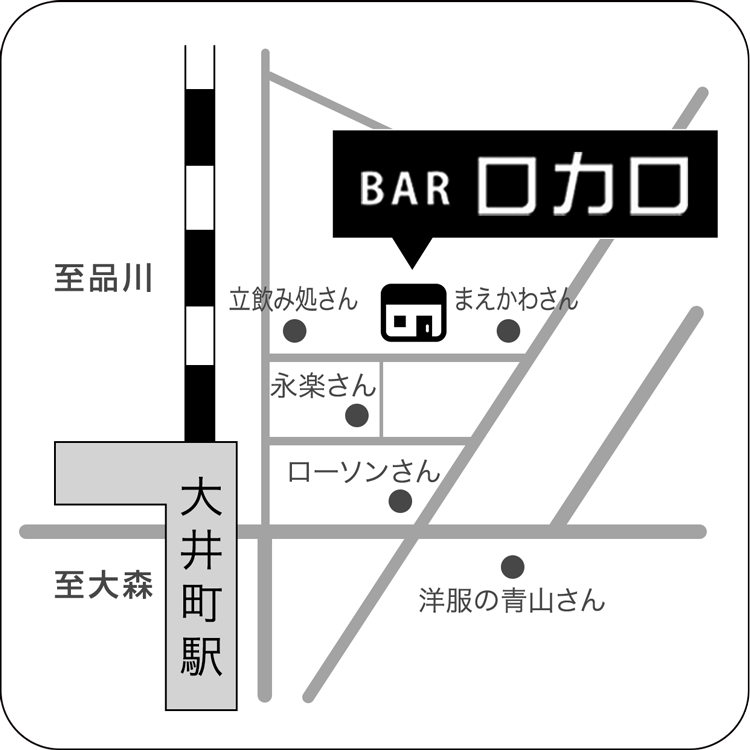 BAR ロカロ
至品川
立飲み処さん
まえかわさん
永楽さん
ローソンさん
大井町駅
至大森
洋服の青山さん